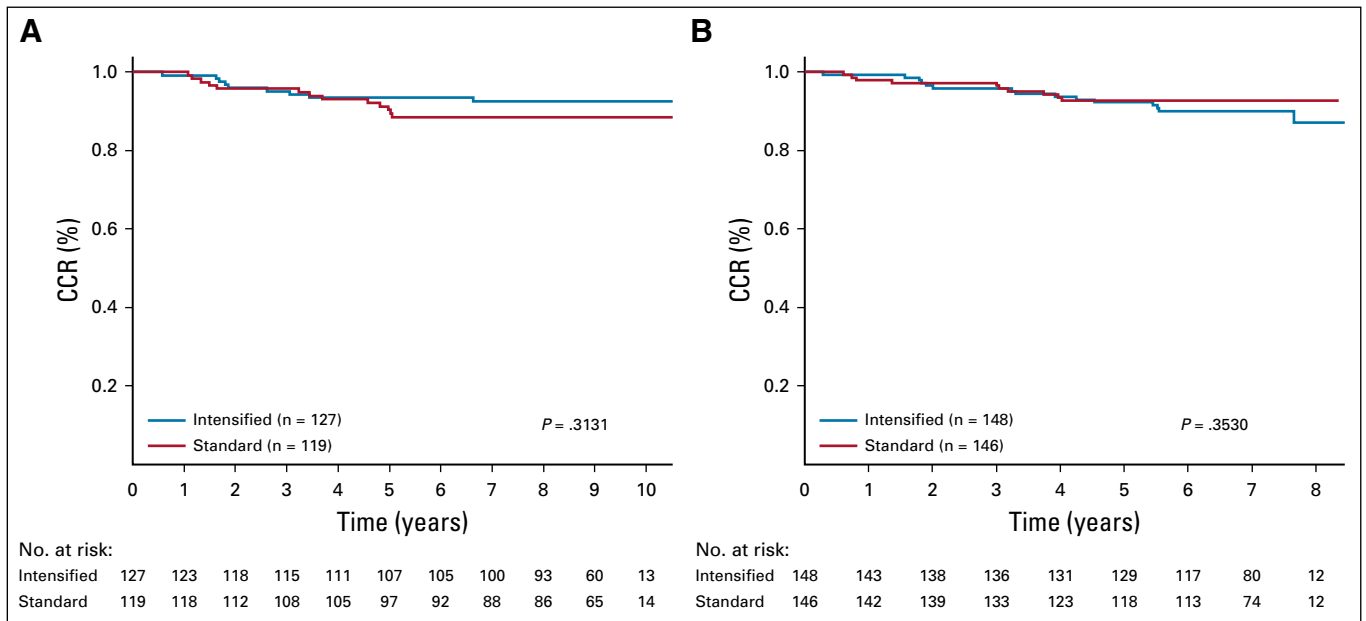 A
CCR (%)
1.0
0.8
0.6
0.4
0.2
Intensified (n = 127)
Standard (n = 119)
P = .3131
0 1 2 3 4 5 6 7 8 9 10
Time (years)
No. at risk:
Intensified 127 123 118 115 111 107 105 100 93 60 13
Standard 119 118 112 108 105 97 92 88 86 65 14
B
CCR (%)
1.0
0.8
0.6
0.4
0.2
Intensified (n = 148)
Standard (n = 146)
P = .3530
0 1 2 3 4 5 6 7 8
Time (years)
No. at risk:
Intensified 148 143 138 136 131 129 117 80 12
Standard 146 142 139 133 123 118 113 74 12